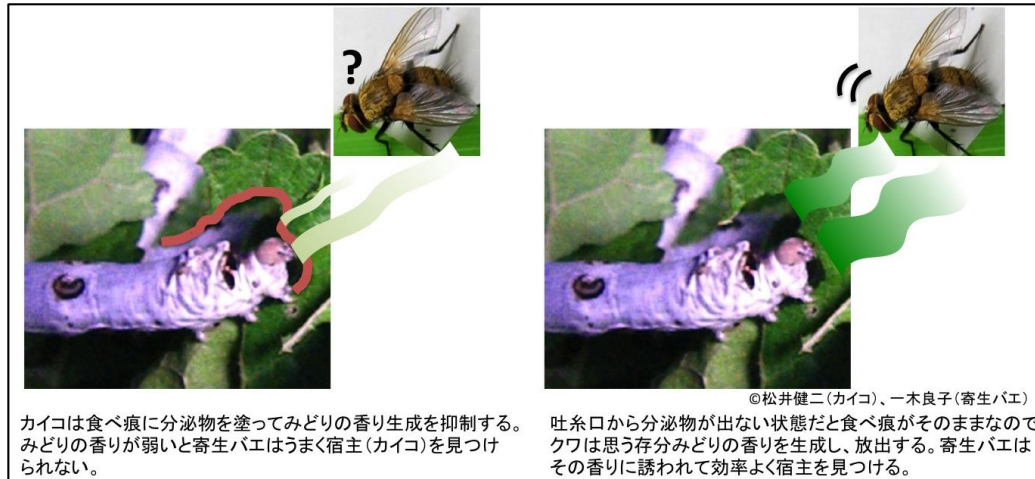 ?
©松井健二（カイコ）、一木良子（寄生バエ）
カイコは食べ痕に分泌物を塗ってみどりの香り生成を抑制する。
みどりの香りが弱いと寄生バエはうまく宿主（カイコ）を見つけ
られない。
吐糸口から分泌物が出ない状態だと食べ痕がそのままなので
クワは思う存分みどりの香りを生成し、放出する。寄生バエは
その香りに誘われて効率よく宿主を見つける。